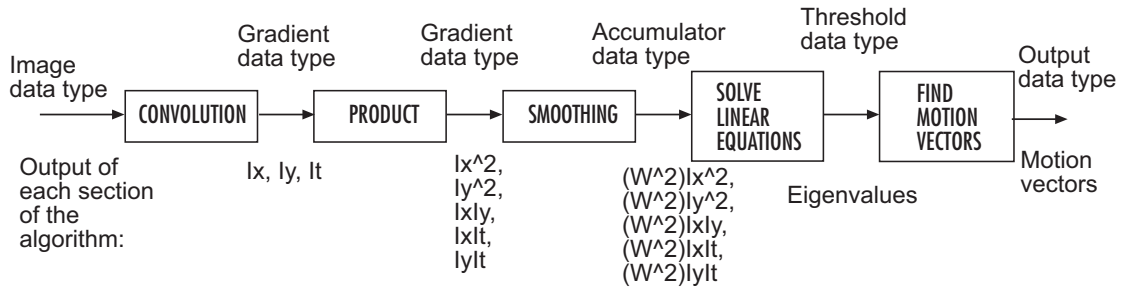 Image
data type
Gradient
data type
Gradient
data type
Accumulator
data type
Threshold
data type
Output
data type
CONVOLUTION
PRODUCT
SMOOTHING
SOLVE
LINEAR
EQUATIONS
FIND
MOTION
VECTORS
Output of
each section
of the
algorithm:
Ix, Iy, It
Ix^2,
Iy^2,
IxIy,
IxIt,
IyIt
(W^2)Ix^2,
(W^2)Iy^2,
(W^2)IxIy,
(W^2)IxIt,
(W^2)IyIt
Eigenvalues
Motion
vectors